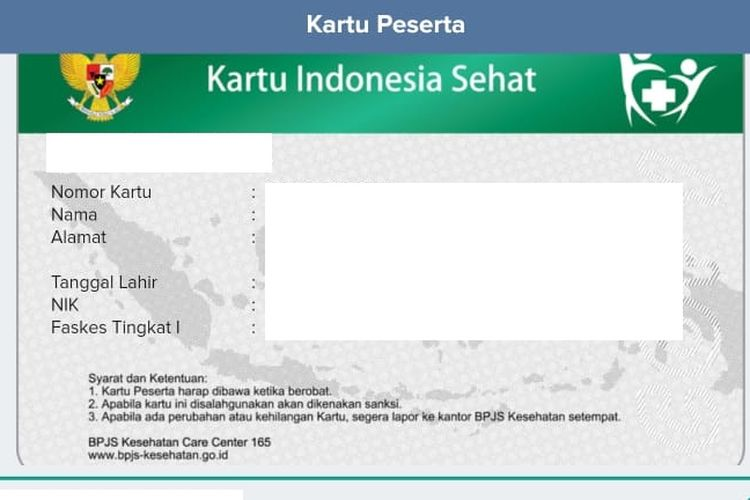 Kartu Peserta
Kartu Indonesia Sehat
Nomor Kartu :
Nama :
Alamat :
Tanggal Lahir :
NIK :
Faskes Tingkat I :
Syarat dan Ketentuan:
1. Kartu Peserta harap dibawa ketika berobat.
2. Apabila kartu ini disalahgunakan akan dikenakan sanksi.
3. Apabila ada perubahan atau kehilangan Kartu, segera lapor ke kantor BPJS Kesehatan setempat.
BPJS Kesehatan Care Center 165
www.bpjs-kesehatan.go.id